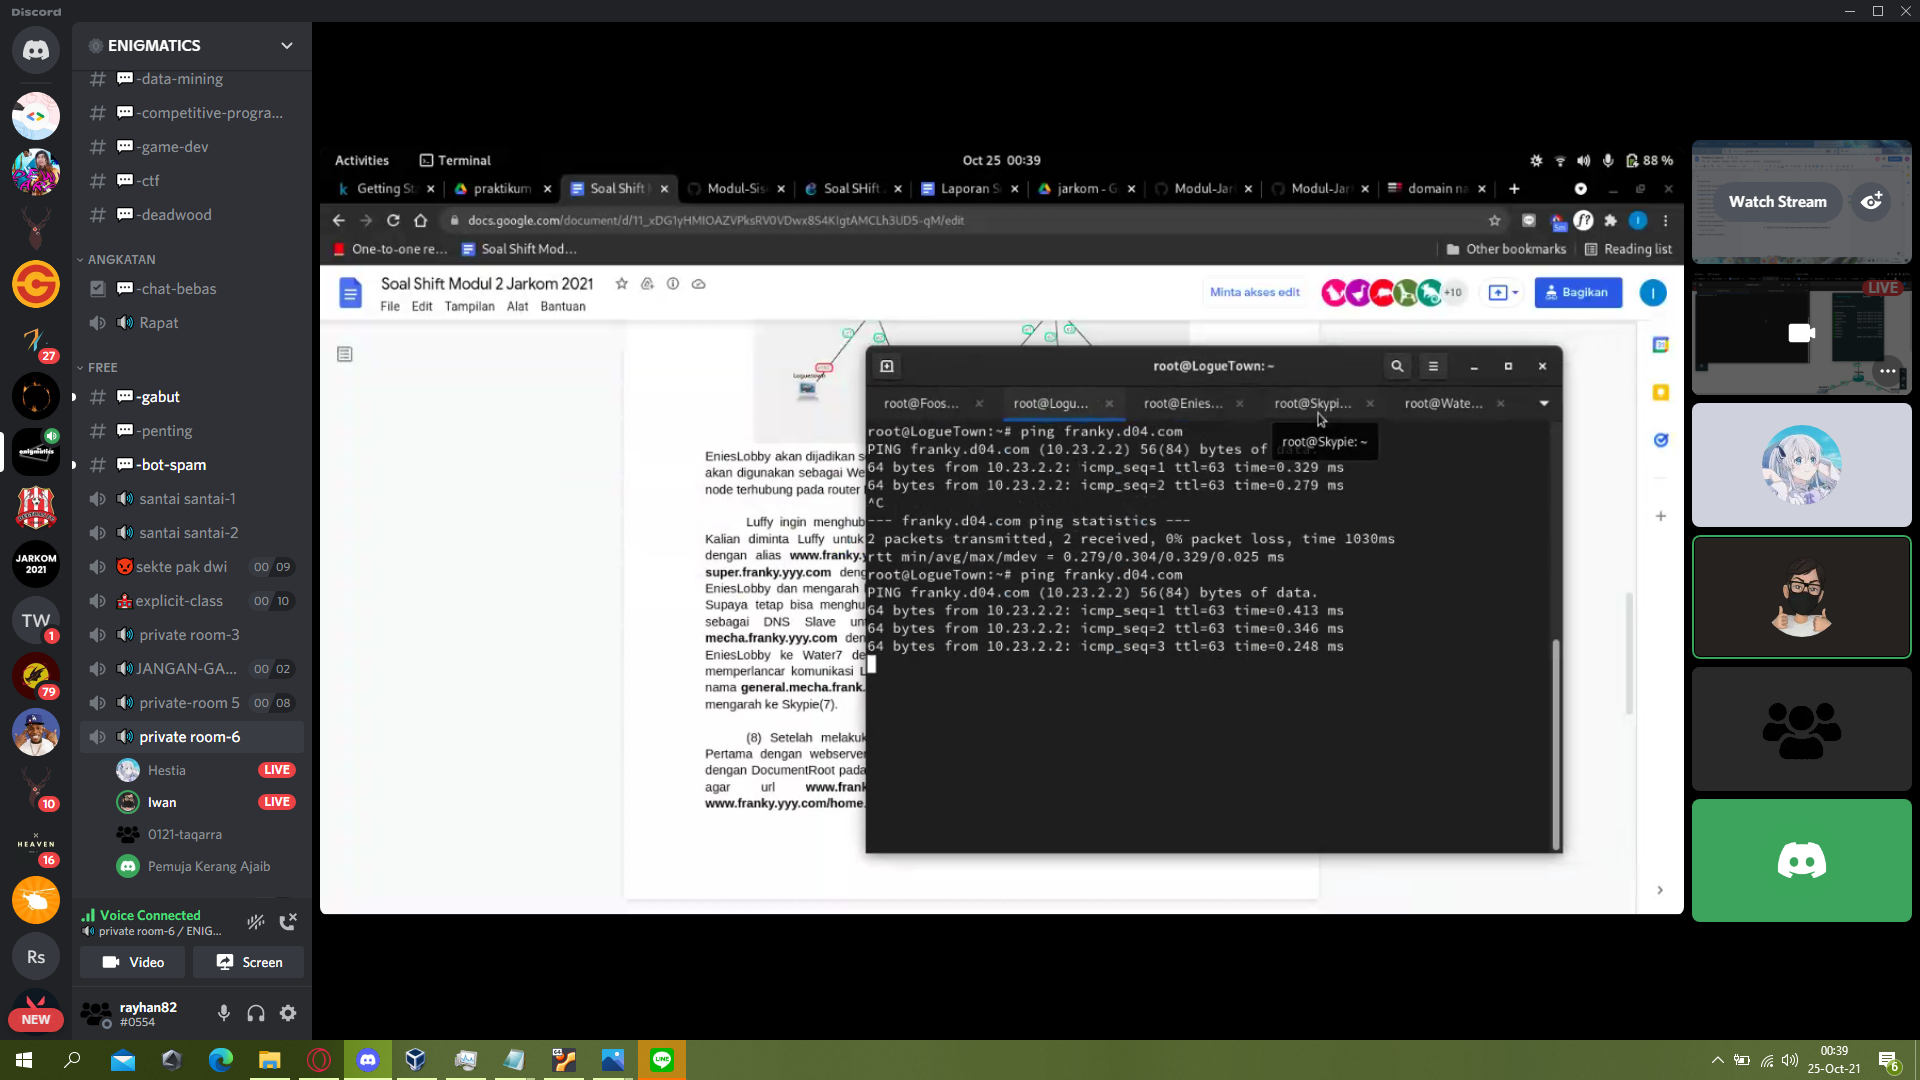 Discord
ENIGMATICS
-data-mining
-competitive-progra...
-game-dev
-ctf
-deadwood
ANGKATAN
-chat-bebas
Rapat
FREE
-gabut
-penting
-bot-spam
santai santai-1
santai santai-2
sekte pak dwi 00 09
explicit-class 00 10
private room-3
JANGAN-GA... 00 02
private-room 5 00 08
private room-6
Hestia LIVE
Iwan LIVE
0121-taqarra
Pemuja Kerang Ajaib
Voice Connected
private room-6 / ENIG...
Video Screen
rayhan82
#0554
27
enigmatics
JARKOM
2021
TW
1
79
10
HEAVEN
16
Rs
NEW
Activities Terminal Oct 25 00:39 88 %
Getting St praktikum Soal Shift Modul-Sis Soal SHift Laporan S jarkom - G Modul-Jar Modul-Jar domain na
docs.google.com/document/d/11_xDG1yHMIOAZVPksRV0VDwx8S4KIgtAMCLh3UD5-qM/edit
One-to-one re... Soal Shift Mod... Other bookmarks Reading list
Soal Shift Modul 2 Jarkom 2021
File Edit Tampilan Alat Bantuan
Minta akses edit +10 Bagikan I
Loguetown
EniesLobby akan dijadikan s
akan digunakan sebagai We
node terhubung pada router
Luffy ingin menghub
Kalian diminta Luffy untuk
dengan alias www.franky.y
super.franky.yyy.com deng
EniesLobby dan mengarah
Supaya tetap bisa menghu
sebagai DNS Slave unt
mecha.franky.yyy.com den
EniesLobby ke Water7 de
memperlancar komunikasi L
nama general.mecha.frank.
mengarah ke Skypie(7).
(8) Setelah melakuk
Pertama dengan webserver
dengan DocumentRoot pada
agar url www.frank
www.franky.yyy.com/home.
root@LogueTown: ~
root@Foos... root@Logu... root@Enies... root@Skypi... root@Wate...
root@Skypie: ~
root@LogueTown:~# ping franky.d04.com
PING franky.d04.com (10.23.2.2) 56(84) bytes of data.
64 bytes from 10.23.2.2: icmp_seq=1 ttl=63 time=0.329 ms
64 bytes from 10.23.2.2: icmp_seq=2 ttl=63 time=0.279 ms
^C
--- franky.d04.com ping statistics ---
2 packets transmitted, 2 received, 0% packet loss, time 1030ms
rtt min/avg/max/mdev = 0.279/0.304/0.329/0.025 ms
root@LogueTown:~# ping franky.d04.com
PING franky.d04.com (10.23.2.2) 56(84) bytes of data.
64 bytes from 10.23.2.2: icmp_seq=1 ttl=63 time=0.413 ms
64 bytes from 10.23.2.2: icmp_seq=2 ttl=63 time=0.346 ms
64 bytes from 10.23.2.2: icmp_seq=3 ttl=63 time=0.248 ms
Watch Stream
LIVE
00:39
25-Oct-21
6